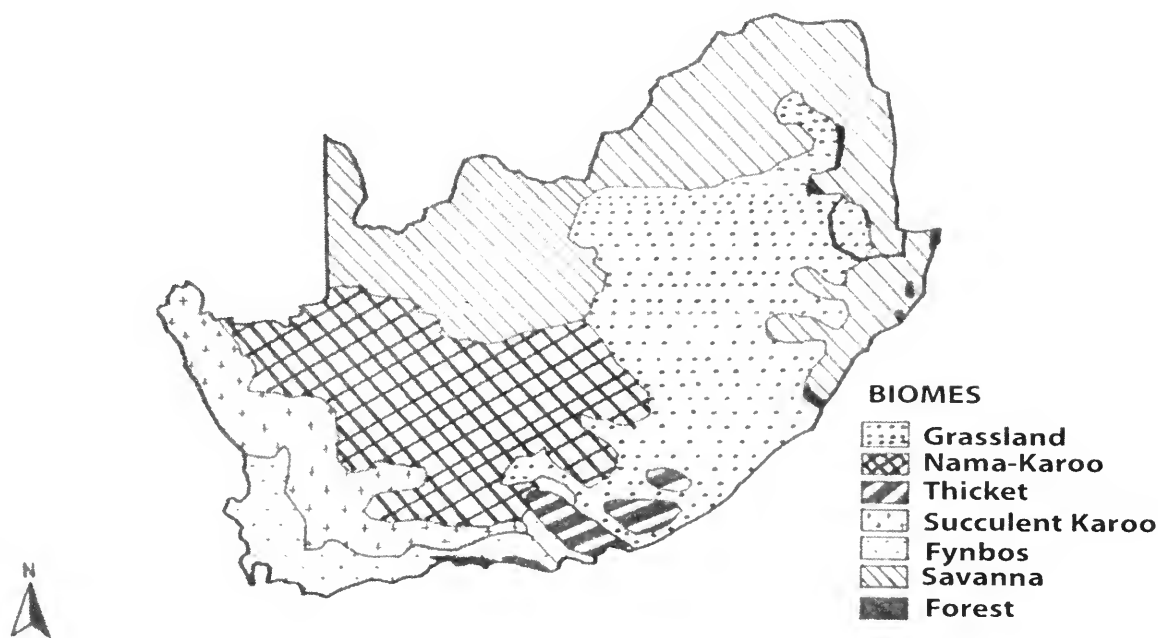 BIOMES
Grassland
Nama-Karoo
Thicket
Succulent Karoo
Fynbos
Savanna
Forest
N